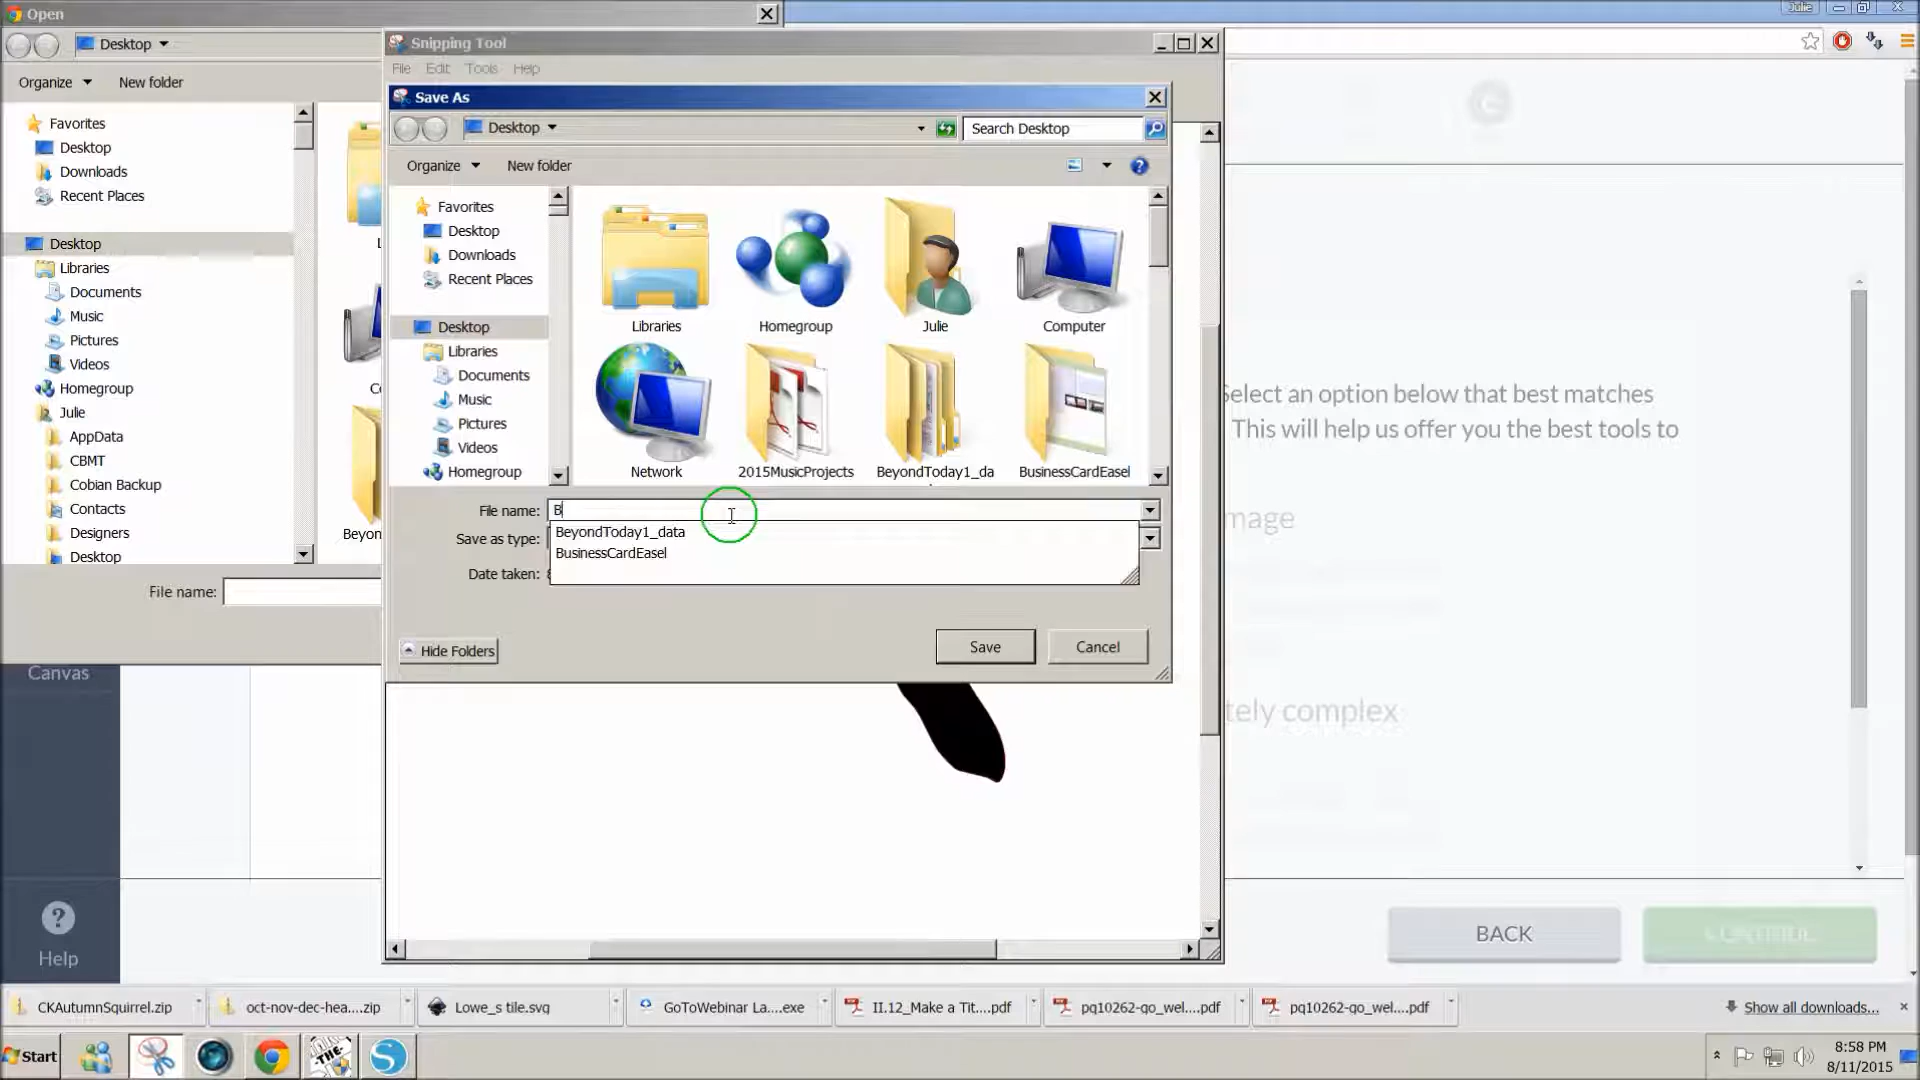 Open
Julie
Desktop
Organize
New folder
Favorites
Desktop
Downloads
Recent Places
Desktop
Libraries
Documents
Music
Pictures
Videos
Homegroup
Julie
AppData
CBMT
Cobian Backup
Contacts
Designers
Desktop
File name:
Snipping Tool
File Edit Tools Help
Save As
Desktop
Search Desktop
Organize
New folder
Favorites
Desktop
Downloads
Recent Places
Desktop
Libraries
Documents
Music
Pictures
Videos
Homegroup
Libraries
Homegroup
Julie
Computer
Network
2015MusicProjects
BeyondToday1_da
BusinessCardEasel
File name: B
BeyondToday1_data
BusinessCardEasel
Save as type:
Date taken:
Hide Folders
Save
Cancel
Select an option below that best matches
This will help us offer you the best tools to
mage
tely complex
Canvas
Help
BACK
CONTINUE
CKAutumnSquirrel.zip
oct-nov-dec-hea....zip
Lowe_s tile.svg
GoToWebinar La....exe
II.12_Make a Tit....pdf
pq10262-go_wel....pdf
pq10262-go_wel....pdf
Show all downloads...
Start
THE
8:58 PM
8/11/2015